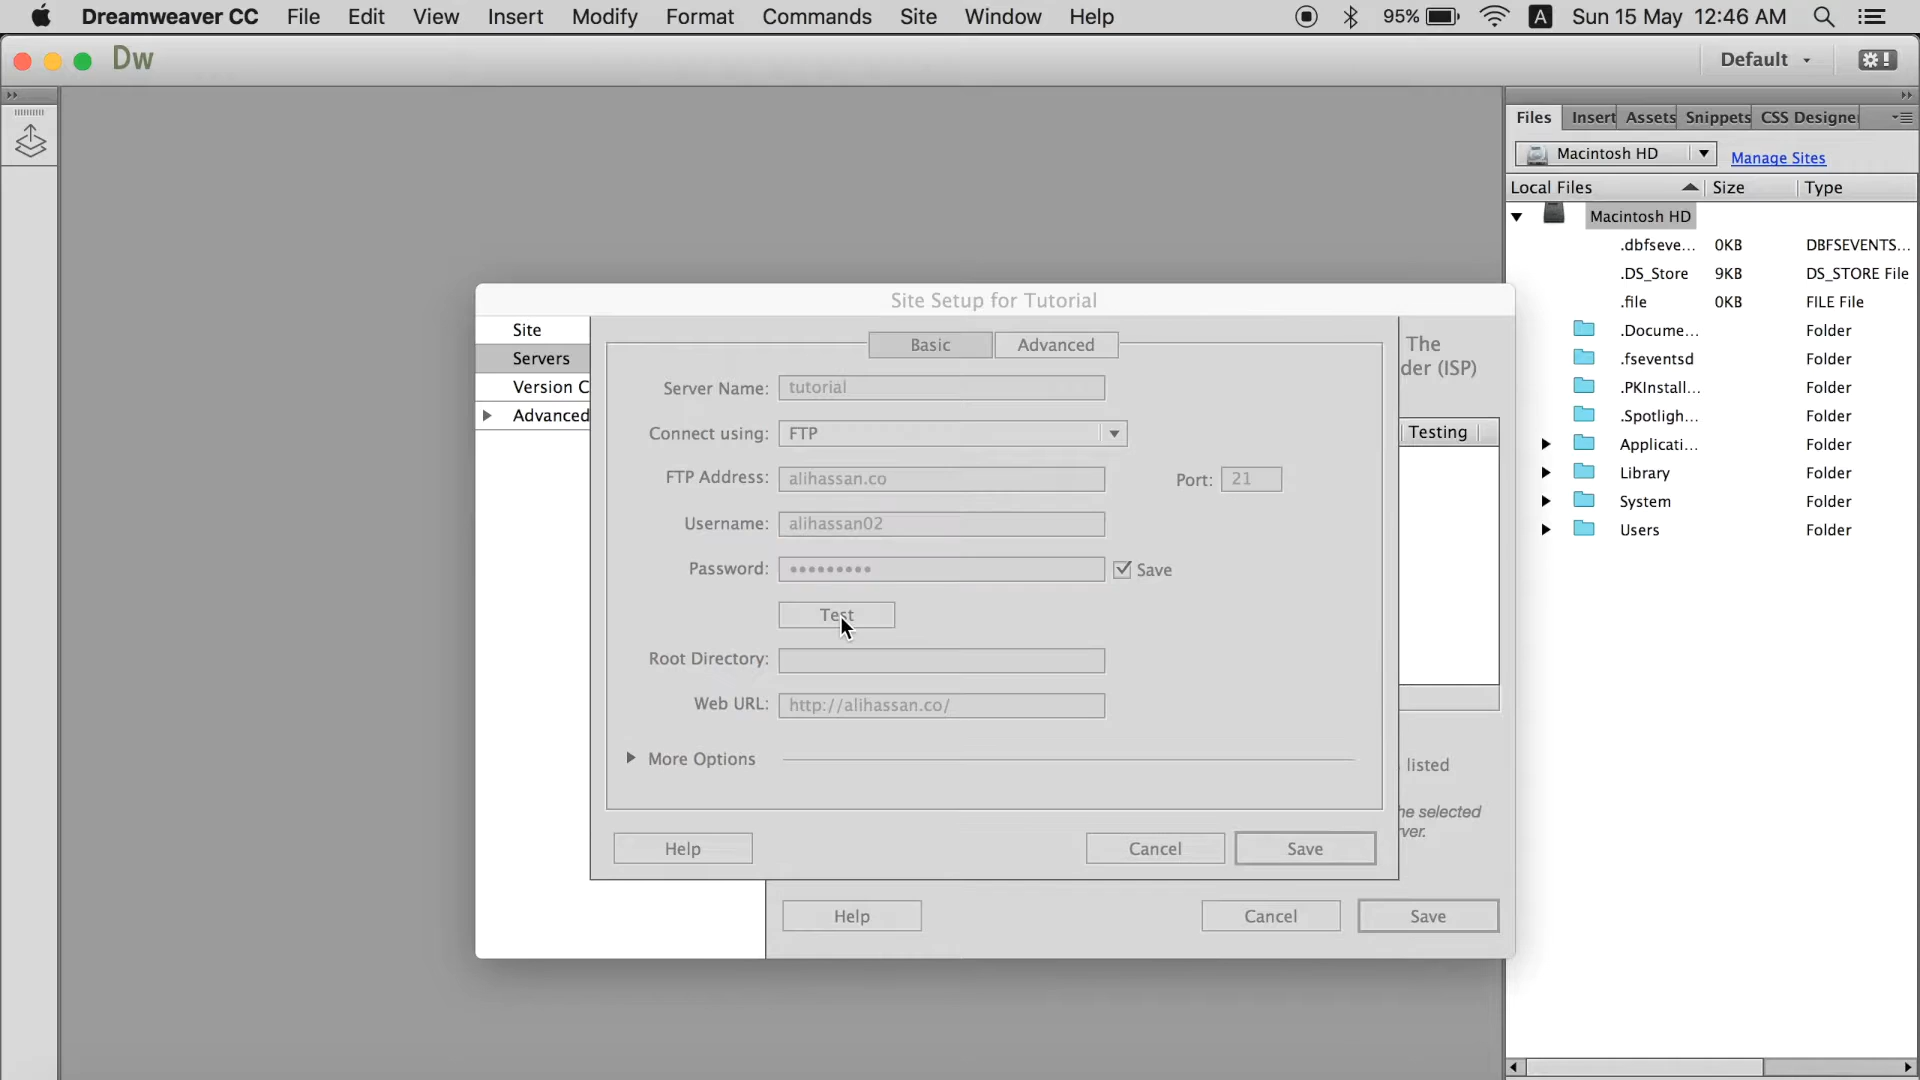 Dreamweaver CC File Edit View Insert Modify Format Commands Site Window Help 95% A Sun 15 May 12:46 AM
Dw Default
Files Insert Assets Snippets CSS Designe
Macintosh HD Manage Sites
Local Files Size Type
Macintosh HD
.dbfseve... 0KB DBFSEVENTS...
.DS_Store 9KB DS_STORE File
.file 0KB FILE File
.Docume... Folder
.fseventsd Folder
.PKInstall... Folder
.Spotligh... Folder
Applicati... Folder
Library Folder
System Folder
Users Folder
Site Setup for Tutorial
Site
Servers
Version C
Advanced
The
der (ISP)
Testing
listed
he selected
ver.
Basic Advanced
Server Name: tutorial
Connect using: FTP
FTP Address: alihassan.co Port: 21
Username: alihassan02
Password: ••••••••• Save
Test
Root Directory:
Web URL: http://alihassan.co/
More Options
Help Cancel Save
Help Cancel Save